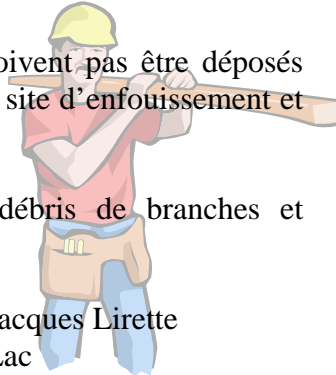 oivent pas être déposés
site d’enfouissement et
débris de branches et
acques Lirette
Lac